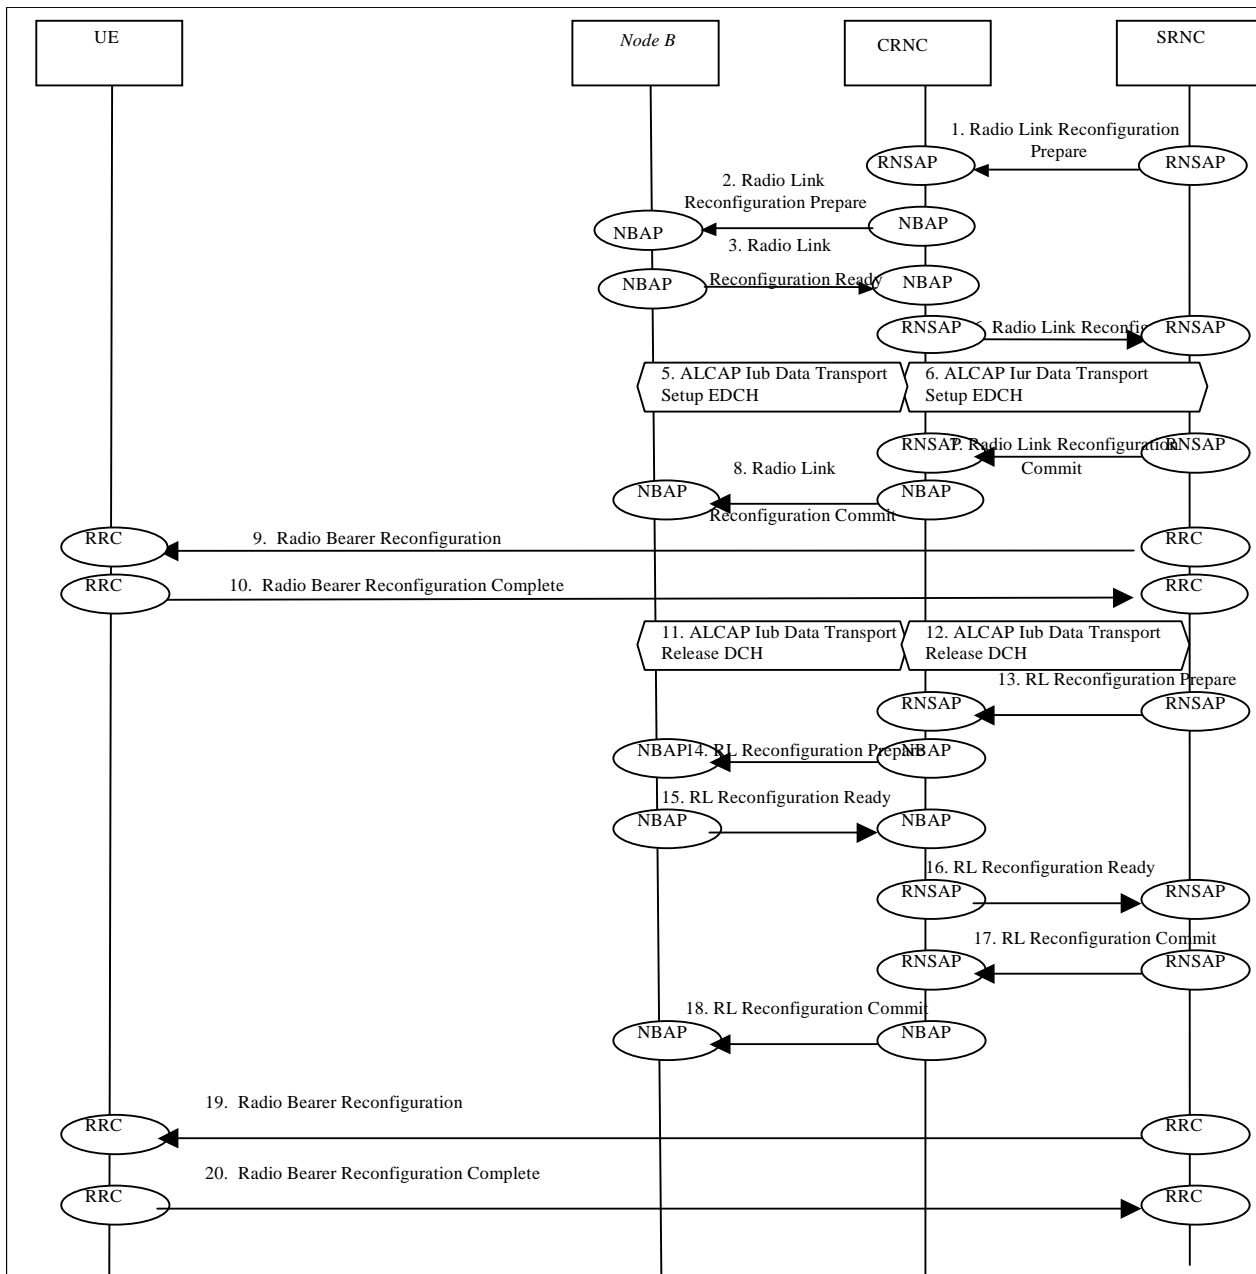 UE
Node B
CRNC
SRNC
1. Radio Link Reconfiguration
Prepare
RNSAP
RNSAP
2. Radio Link
Reconfiguration Prepare
NBAP
NBAP
3. Radio Link
Reconfiguration Ready
NBAP
NBAP
RNSAP
Radio Link Reconfig
RNSAP
5. ALCAP Iub Data Transport
Setup EDCH
6. ALCAP Iur Data Transport
Setup EDCH
RNSAP
7. Radio Link Reconfiguration
Commit
RNSAP
8. Radio Link
Reconfiguration Commit
NBAP
NBAP
RRC
9. Radio Bearer Reconfiguration
RRC
RRC
10. Radio Bearer Reconfiguration Complete
RRC
11. ALCAP Iub Data Transport
Release DCH
12. ALCAP Iub Data Transport
Release DCH
13. RL Reconfiguration Prepare
RNSAP
RNSAP
NBAP
14. RL Reconfiguration Prepare
NBAP
15. RL Reconfiguration Ready
NBAP
NBAP
16. RL Reconfiguration Ready
RNSAP
RNSAP
17. RL Reconfiguration Commit
RNSAP
RNSAP
18. RL Reconfiguration Commit
NBAP
NBAP
19. Radio Bearer Reconfiguration
RRC
RRC
20. Radio Bearer Reconfiguration Complete
RRC
RRC